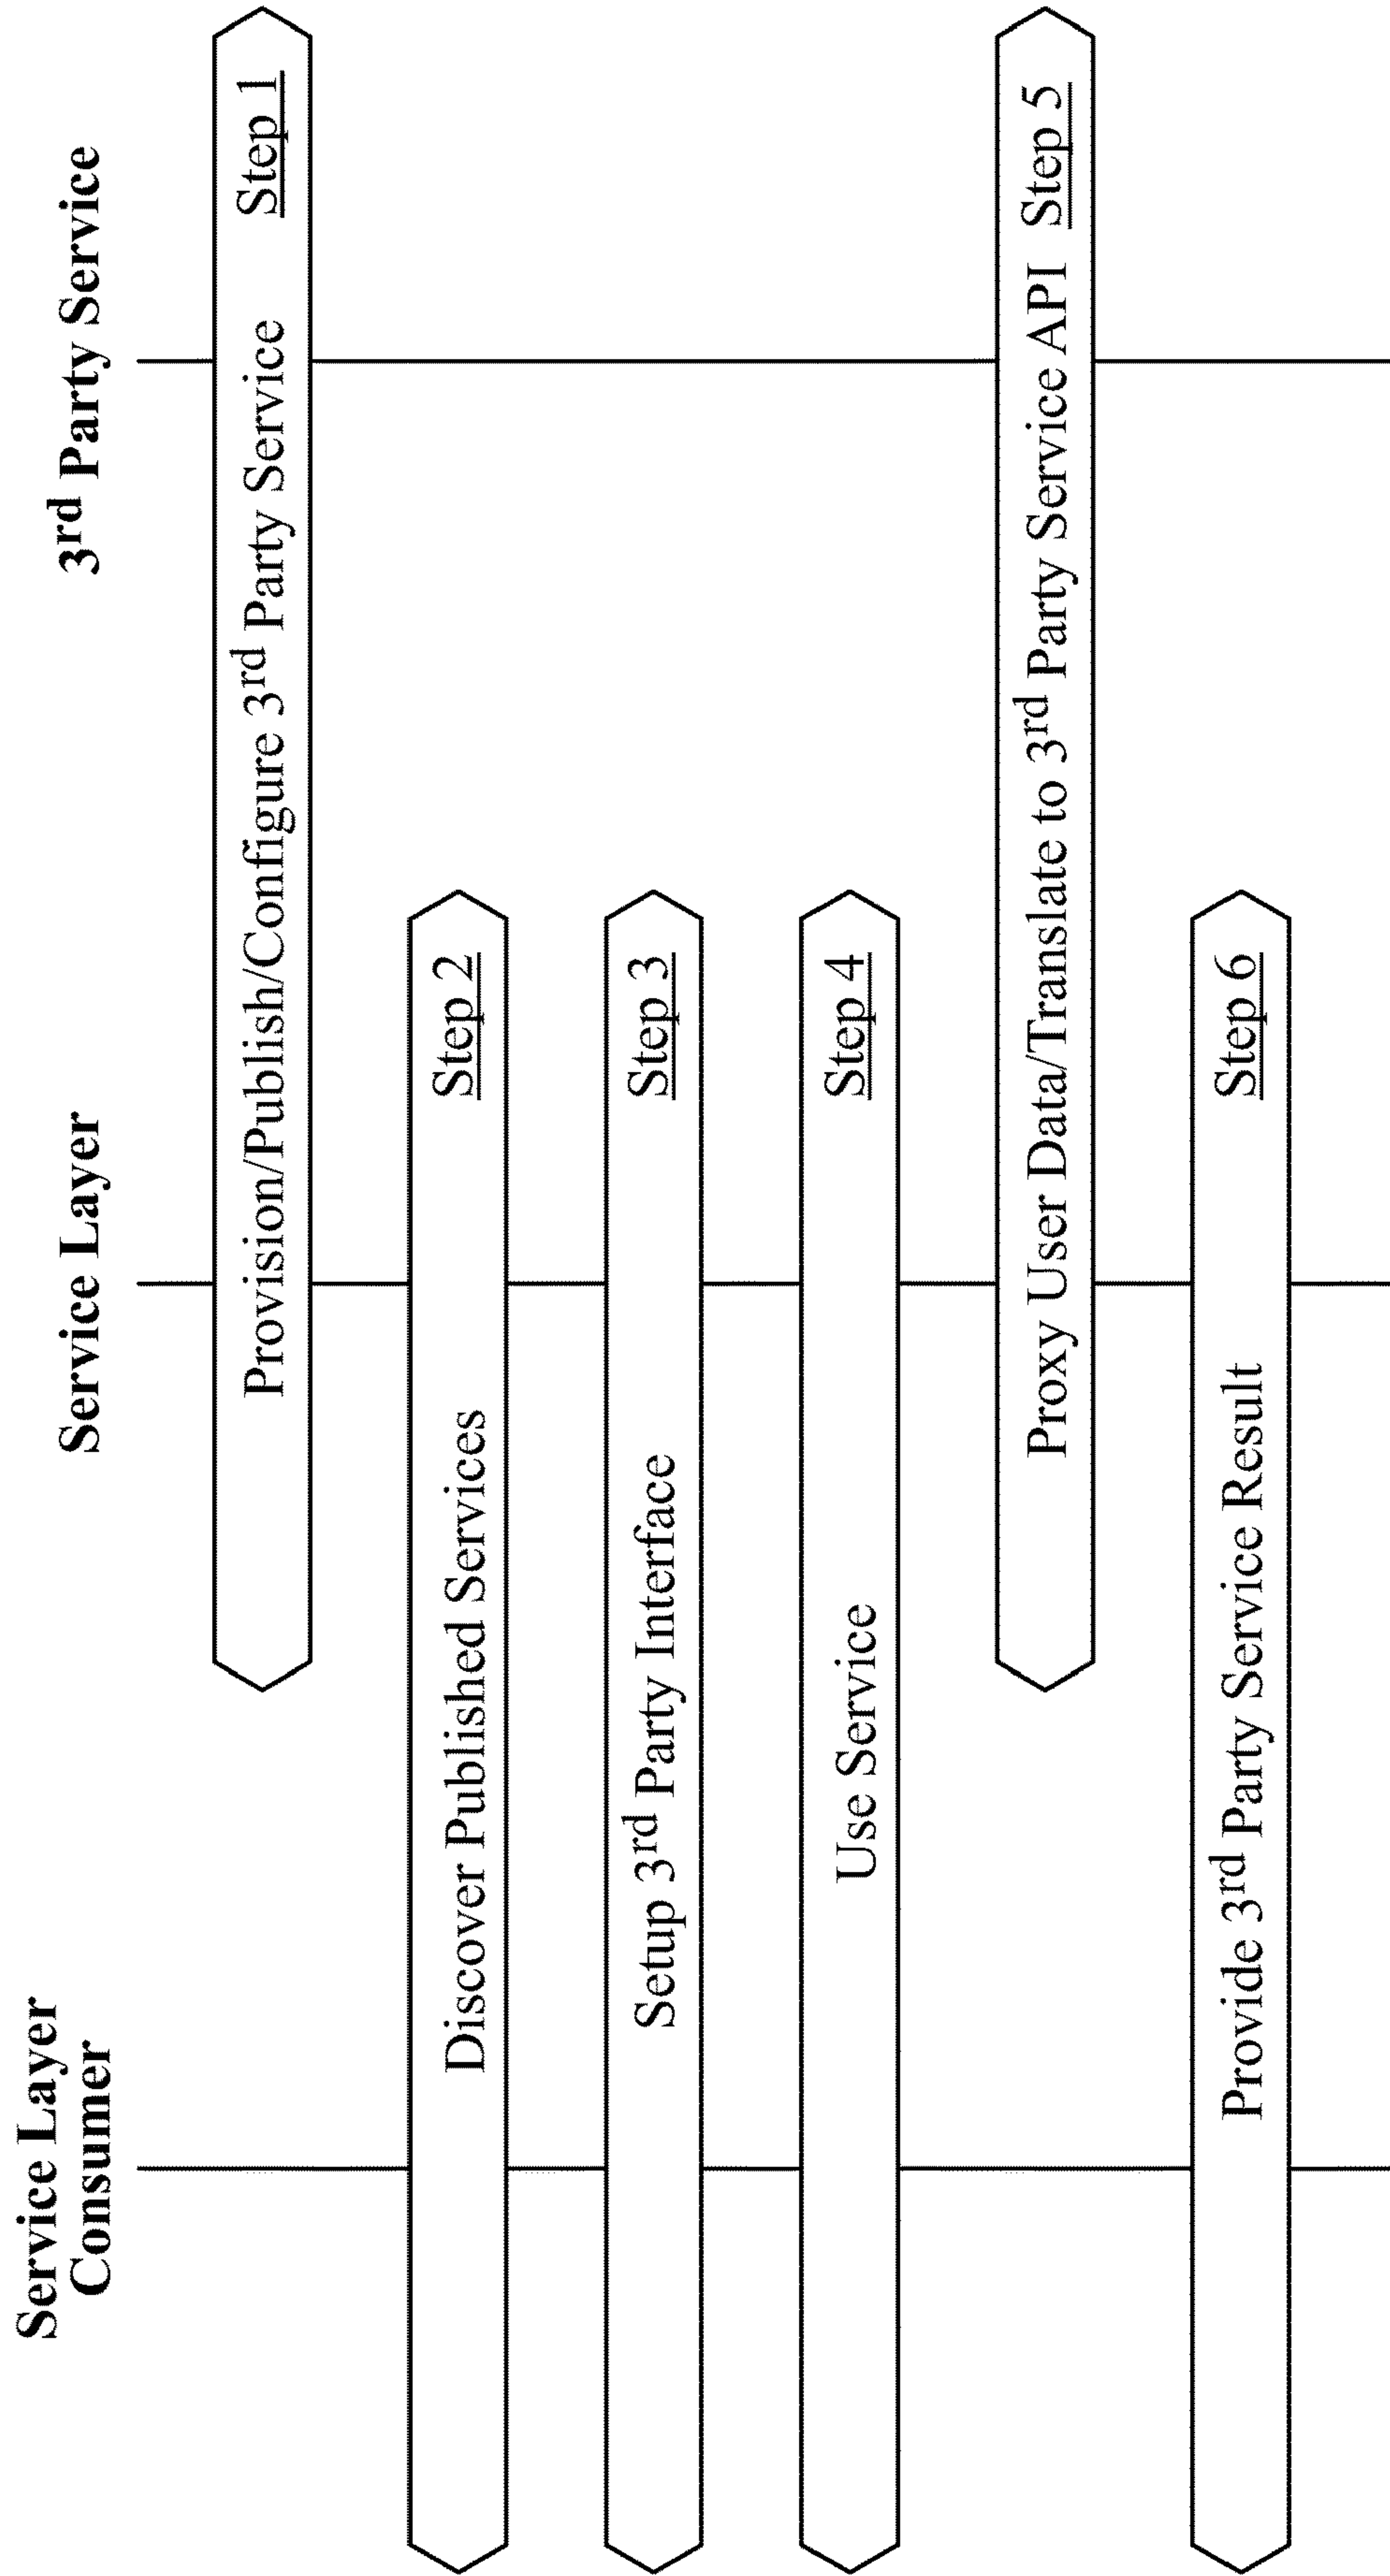 Service Layer
Consumer
Service Layer
3rd Party Service
Provision/Publish/Configure 3rd Party Service
Step 1
Discover Published Services
Step 2
Setup 3rd Party Interface
Step 3
Use Service
Step 4
Proxy User Data/Translate to 3rd Party Service API
Step 5
Provide 3rd Party Service Result
Step 6